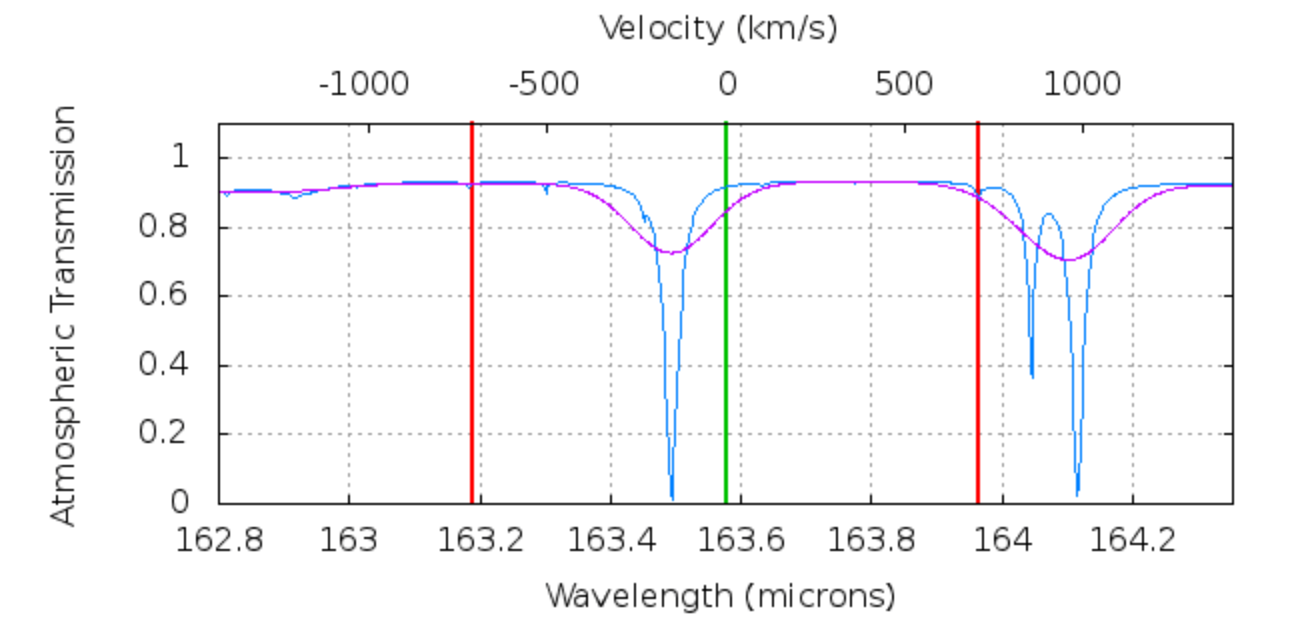 Velocity (km/s)
-1000 -500 0 500 1000
Atmospheric Transmission
1
0.8
0.6
0.4
0.2
0
162.8 163 163.2 163.4 163.6 163.8 164 164.2
Wavelength (microns)